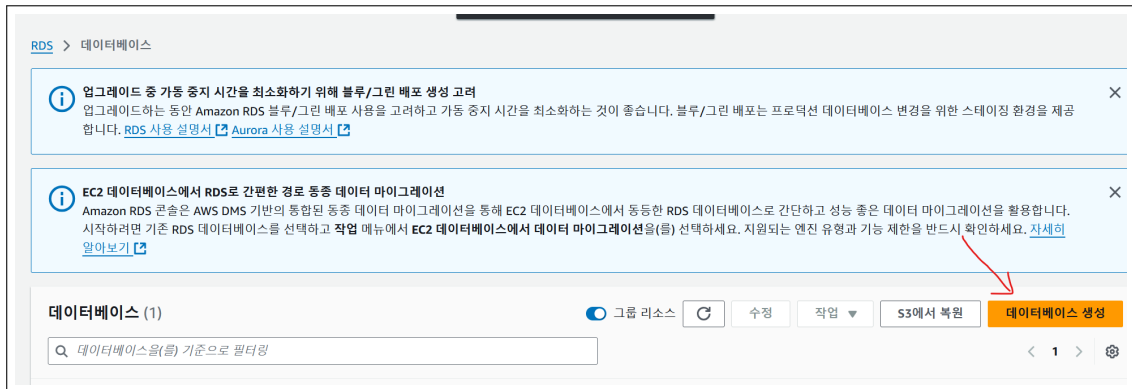 RDS > 데이터베이스
업그레이드 중 가동 중지 시간을 최소화하기 위해 블루/그린 배포 생성 고려
업그레이드하는 동안 Amazon RDS 블루/그린 배포 사용을 고려하고 가동 중지 시간을 최소화하는 것이 좋습니다. 블루/그린 배포는 프로덕션 데이터베이스 변경을 위한 스테이징 환경을 제공
합니다. RDS 사용 설명서 Aurora 사용 설명서
EC2 데이터베이스에서 RDS로 간편한 경로 동종 데이터 마이그레이션
Amazon RDS 콘솔은 AWS DMS 기반의 통합된 동종 데이터 마이그레이션을 통해 EC2 데이터베이스에서 동등한 RDS 데이터베이스로 간단하고 성능 좋은 데이터 마이그레이션을 활용합니다.
시작하려면 기존 RDS 데이터베이스를 선택하고 작업 메뉴에서 EC2 데이터베이스에서 데이터 마이그레이션을(를) 선택하세요. 지원되는 엔진 유형과 기능 제한을 반드시 확인하세요. 자세히
알아보기
데이터베이스 (1) 그룹 리소스 수정 작업 S3에서 복원 데이터베이스 생성
데이터베이스을(를) 기준으로 필터링 < 1 >